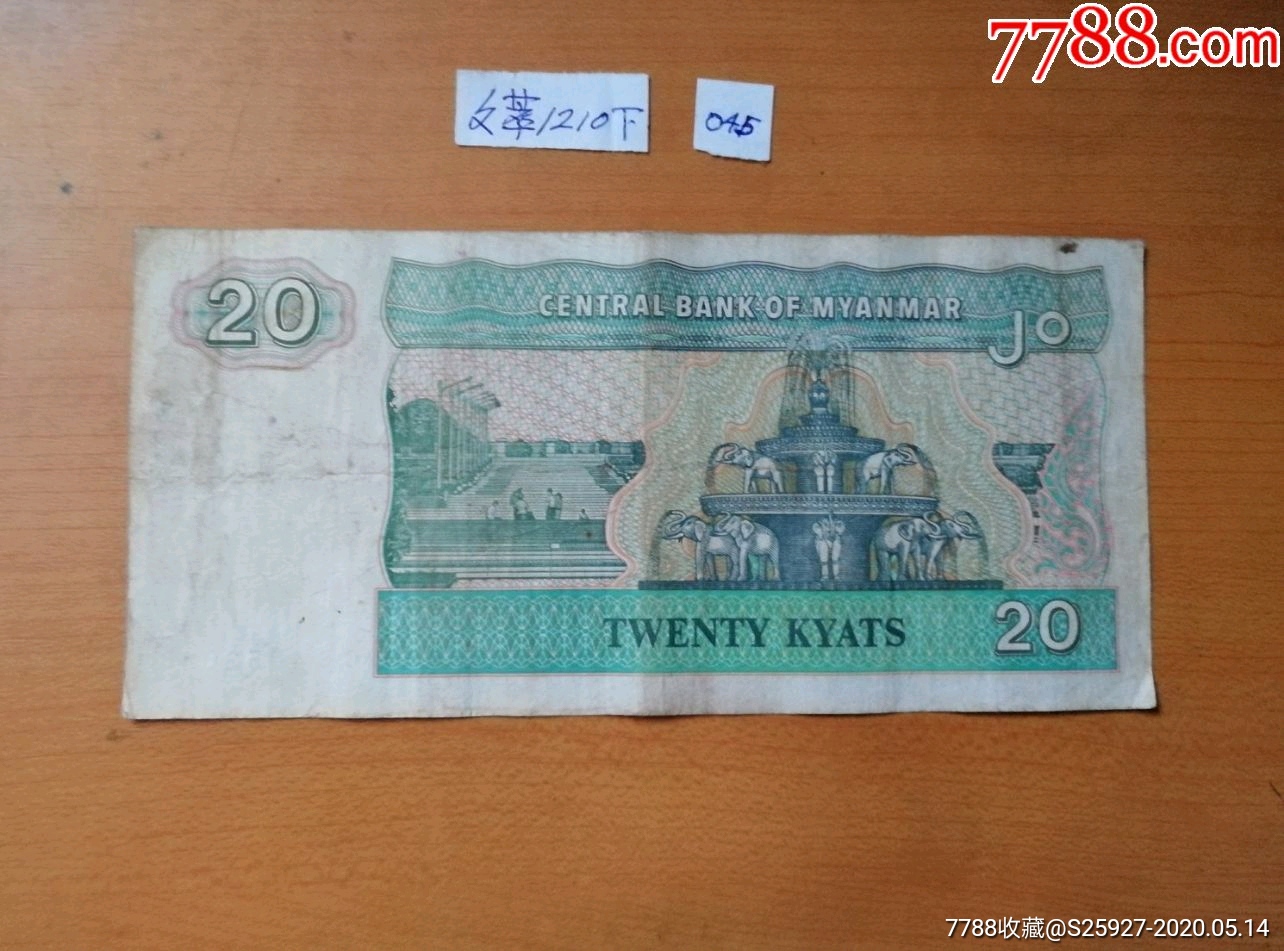 7788.com
文萃1210下
045
20
CENTRAL BANK OF MYANMAR
၂၀
TWENTY KYATS
20
7788收藏@S25927-2020.05.14